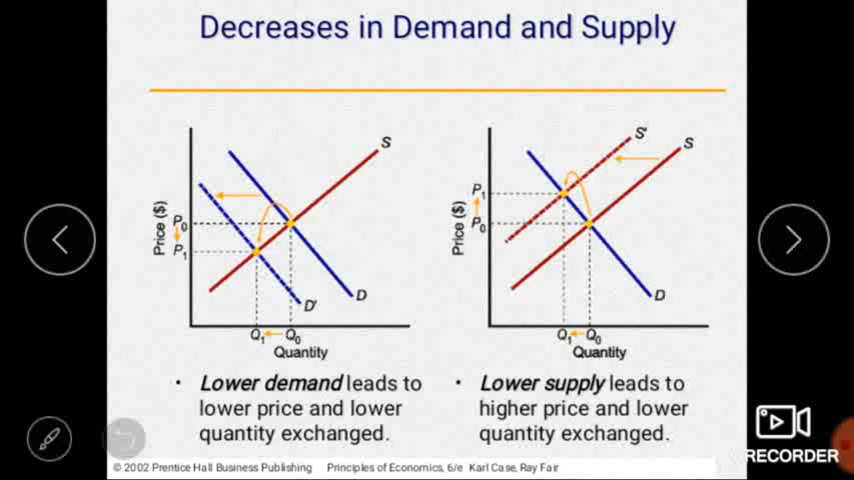 Decreases in Demand and Supply
S
Price ($)
P0
P1
D
D'
Q1
Q0
Quantity
S'
S
Price ($)
P1
P0
D
Q1
Q0
Quantity
• Lower demand leads to
lower price and lower
quantity exchanged.
• Lower supply leads to
higher price and lower
quantity exchanged.
© 2002 Prentice Hall Business Publishing Principles of Economics, 6/e Karl Case, Ray Fair
RECORDER